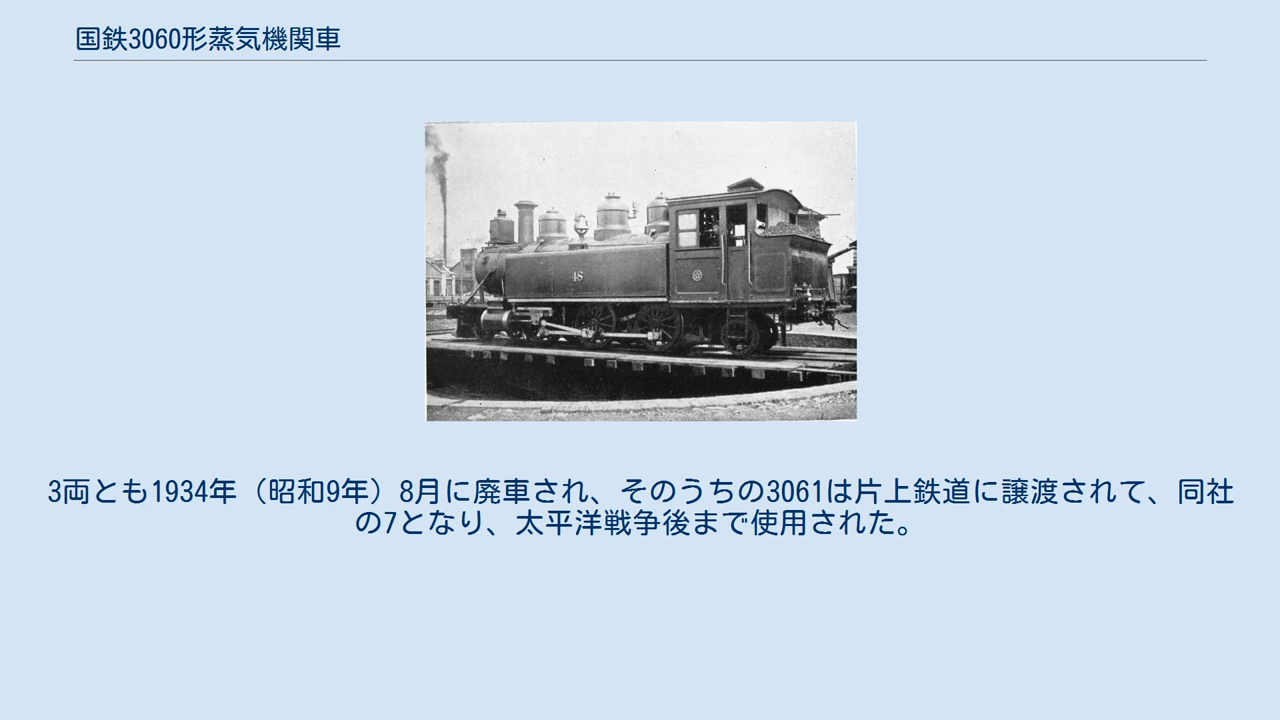 国鉄3060形蒸気機関車
48
3両とも1934年（昭和9年）8月に廃車され、そのうちの3061は片上鉄道に譲渡されて、同社
の7となり、太平洋戦争後まで使用された。